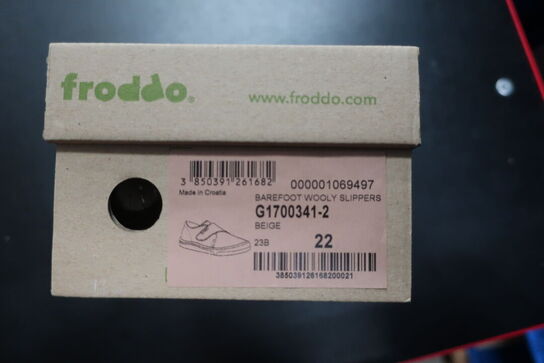 froddo®
www.froddo.com
3 850391 261682
Made in Croatia
000001069497
BAREFOOT WOOLY SLIPPERS
G1700341-2
BEIGE
23B
22
385039126168200021